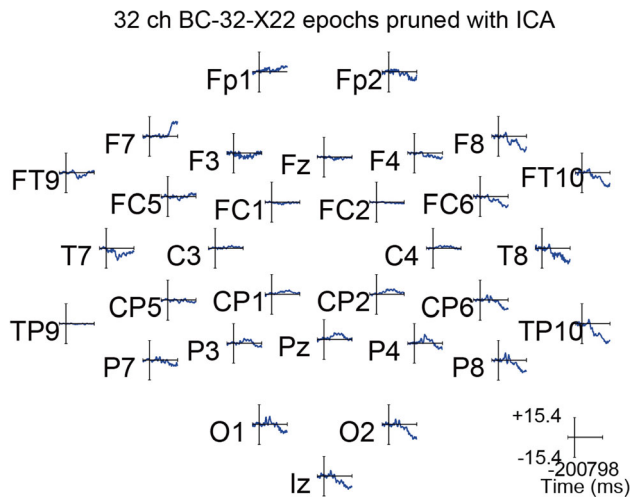 32 ch BC-32-X22 epochs pruned with ICA
Fp1 Fp2
F7 F8
F3 Fz F4
FT9 FT10
FC5 FC6
FC1 FC2
T7 C3 C4 T8
CP5 CP1 CP2 CP6
TP9 TP10
P7 P3 Pz P4 P8
O1 O2
+15.4
-15.4
-200798
Time (ms)
Iz